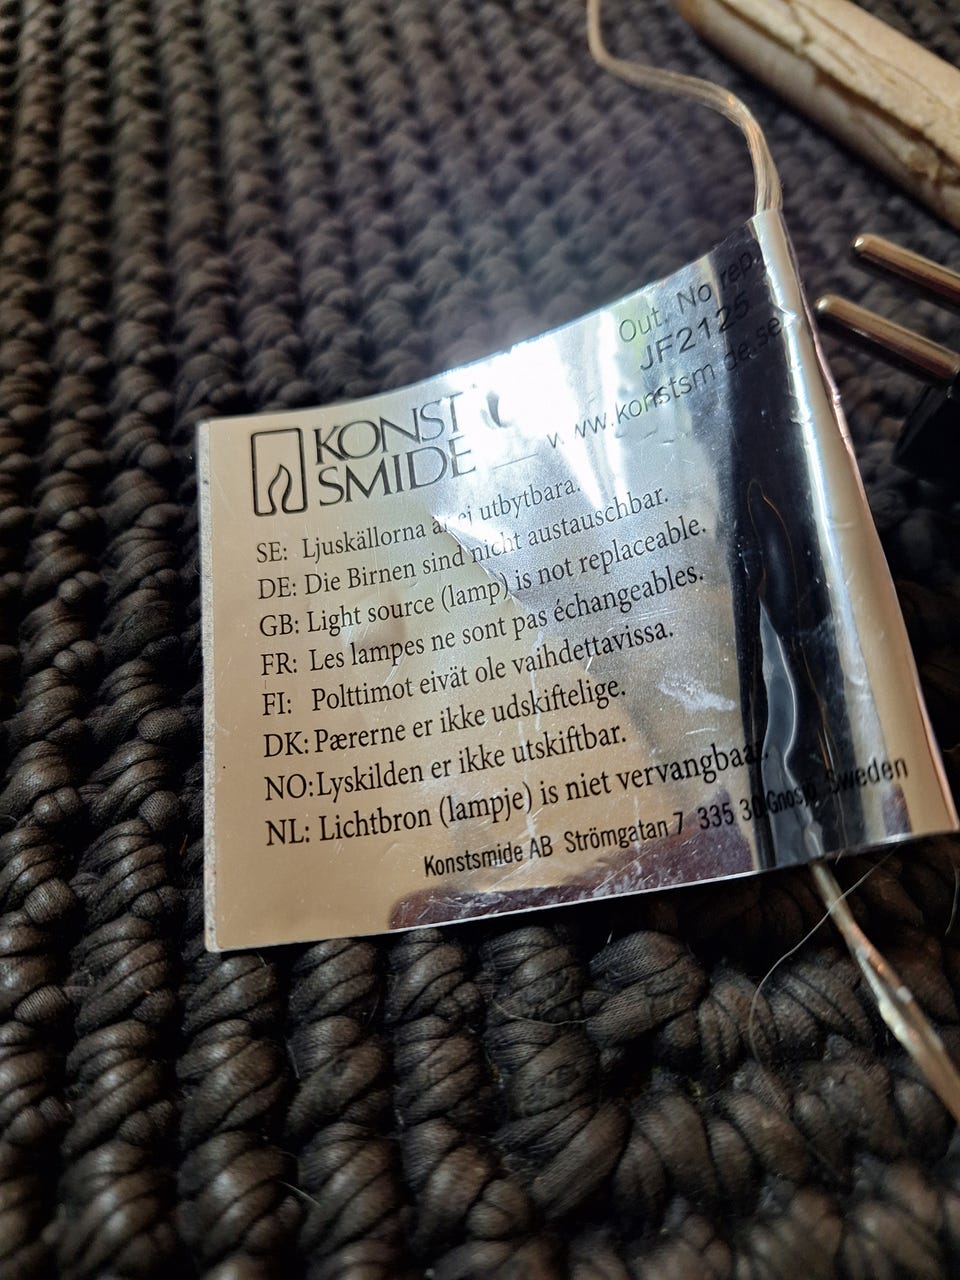 Out. No rep.
JF2125
KONST
SMIDE
SE: Ljuskällorna ej utbytbara.
DE: Die Birnen sind nicht austauschbar.
GB: Light source (lamp) is not replaceable.
FR: Les lampes ne sont pas échangeables.
FI: Polttimot eivät ole vaihdettavissa.
DK: Pærerne er ikke udskiftelige.
NO: Lyskilden er ikke utskiftbar.
NL: Lichtbron (lampje) is niet vervangbaar.
Konstsmide AB Strömgatan 7 335 30 Gnosjö Sweden